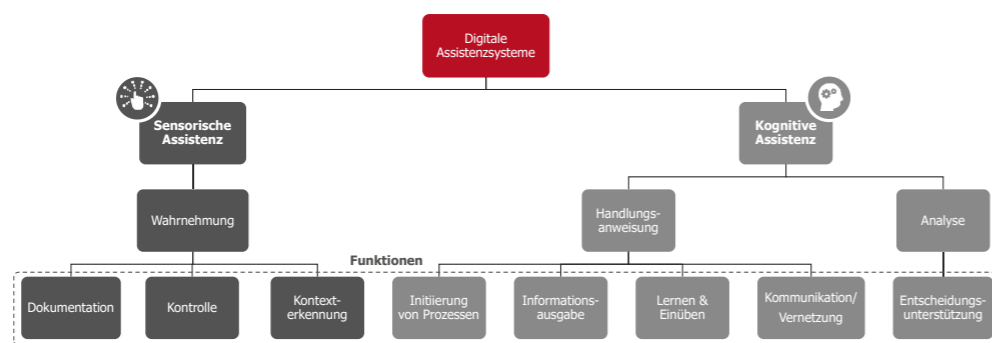 Digitale
Assistenzsysteme
Sensorische
Assistenz
Kognitive
Assistenz
Wahrnehmung
Handlungs-
anweisung
Analyse
Funktionen
Dokumentation
Kontrolle
Kontext-
erkennung
Initiierung
von Prozessen
Informations-
ausgabe
Lernen &
Einüben
Kommunikation/
Vernetzung
Entscheidungs-
unterstützung